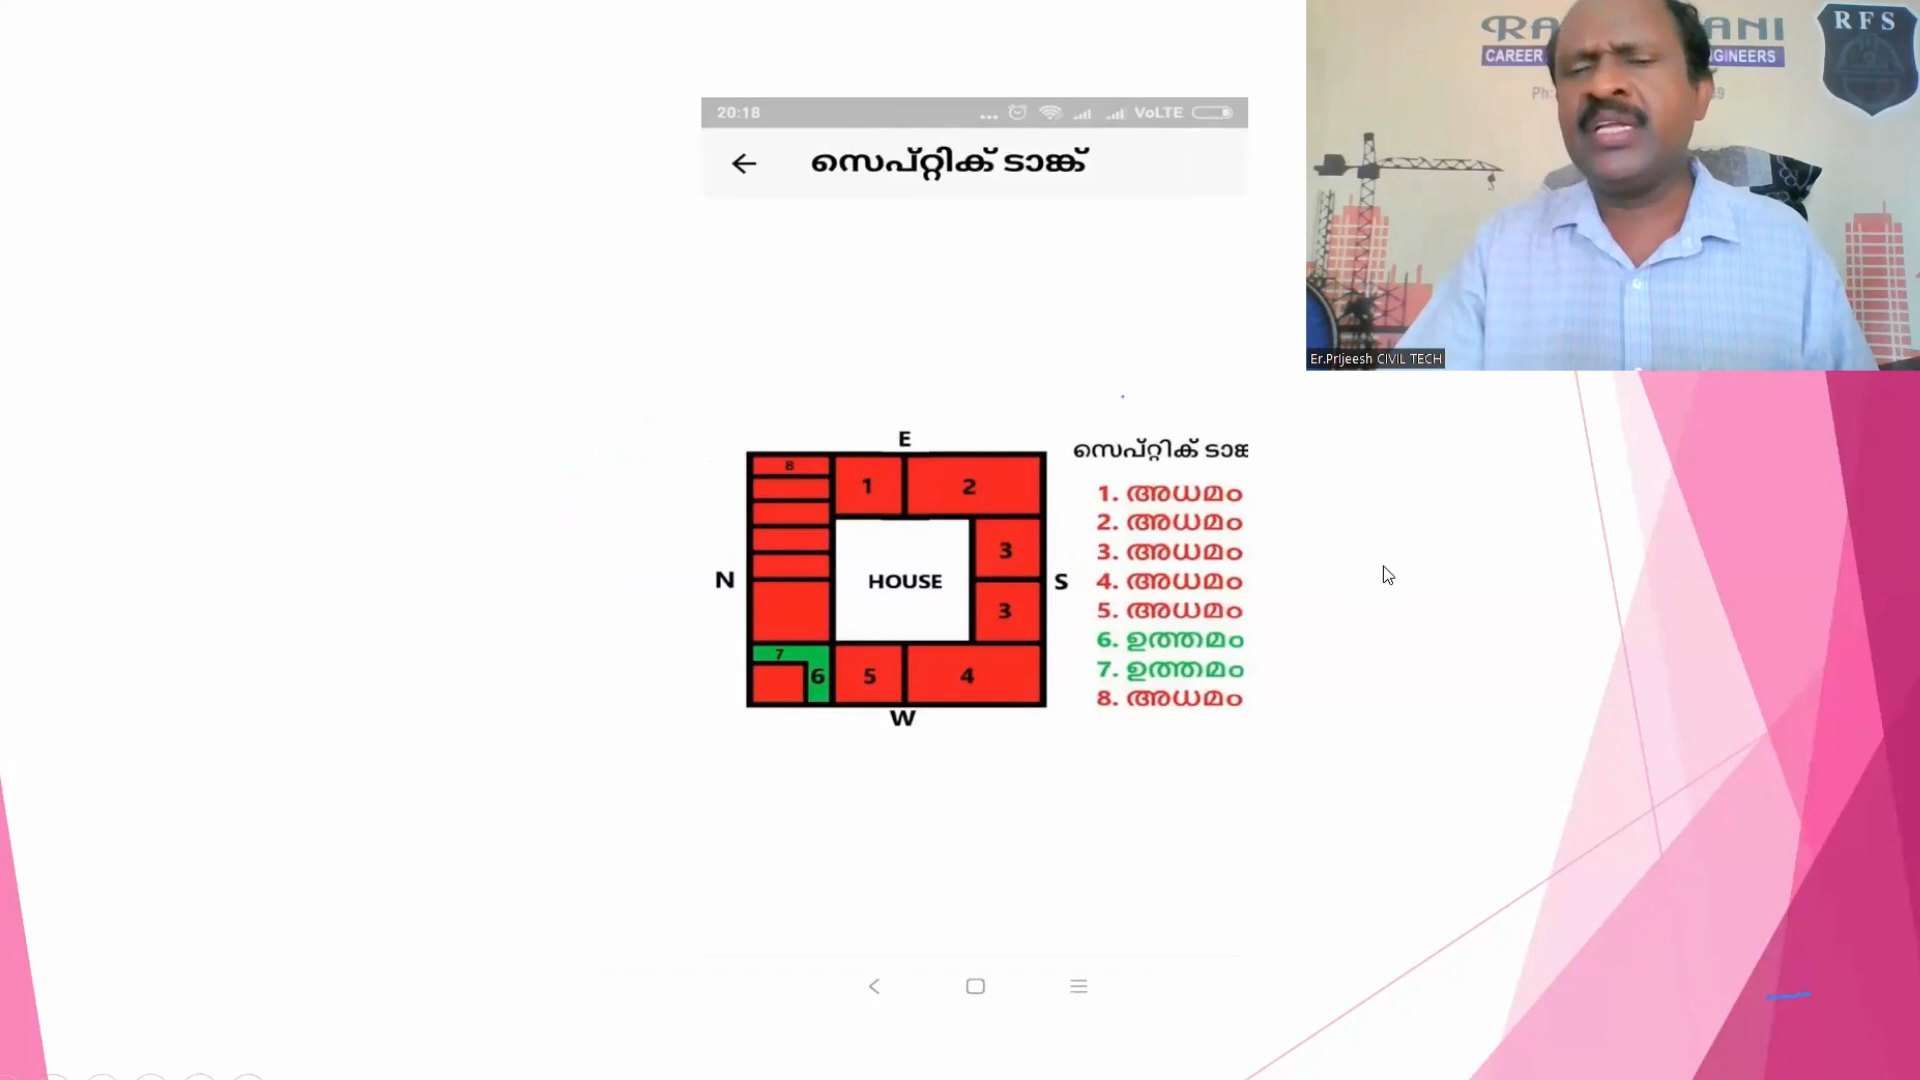 20:18
VoLTE
സെപ്റ്റിക് ടാങ്ക്
RFS
CAREER
GINEERS
Ph:
Er.Prijeesh CIVIL TECH
E
8
1
2
സെപ്റ്റിക്
1. അധമം
2. അധമം
3. അധമം
4. അധമം
5. അധമം
6. ഉത്തമം
7. ഉത്തമം
8. അധമം
3
N
HOUSE
S
3
7
6
5
4
W